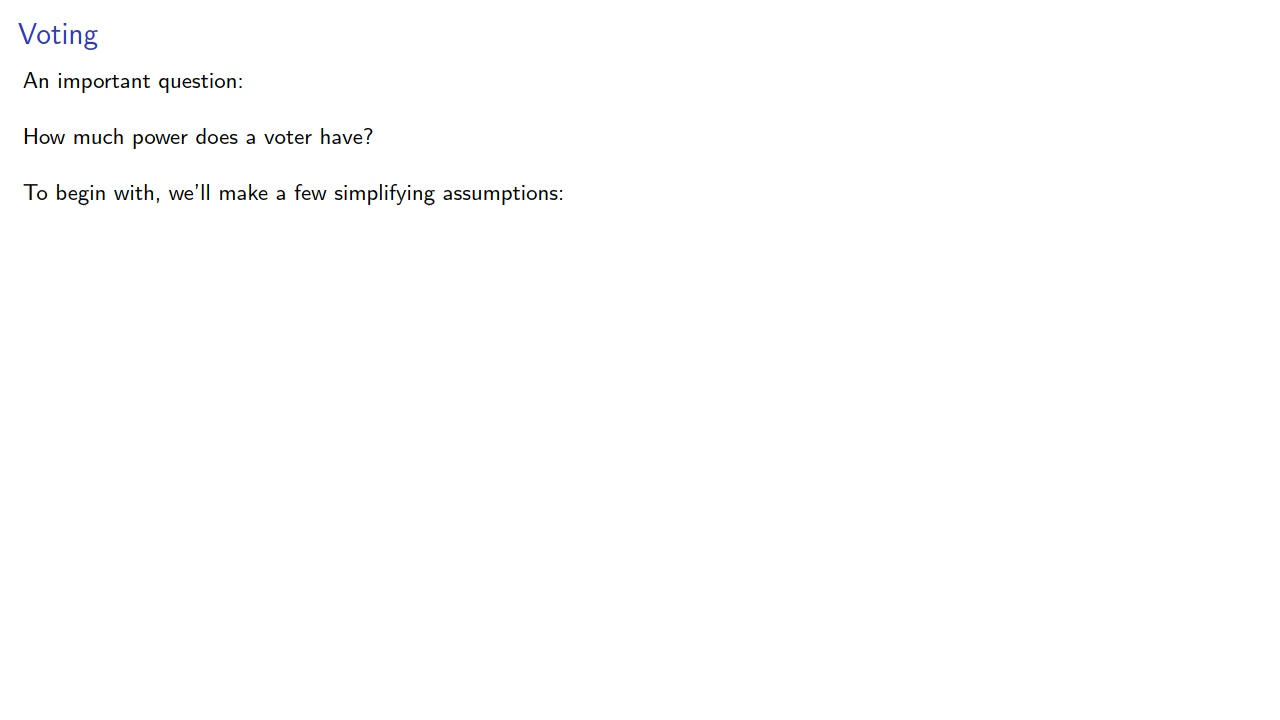 Voting
An important question:
How much power does a voter have?
To begin with, we'll make a few simplifying assumptions: